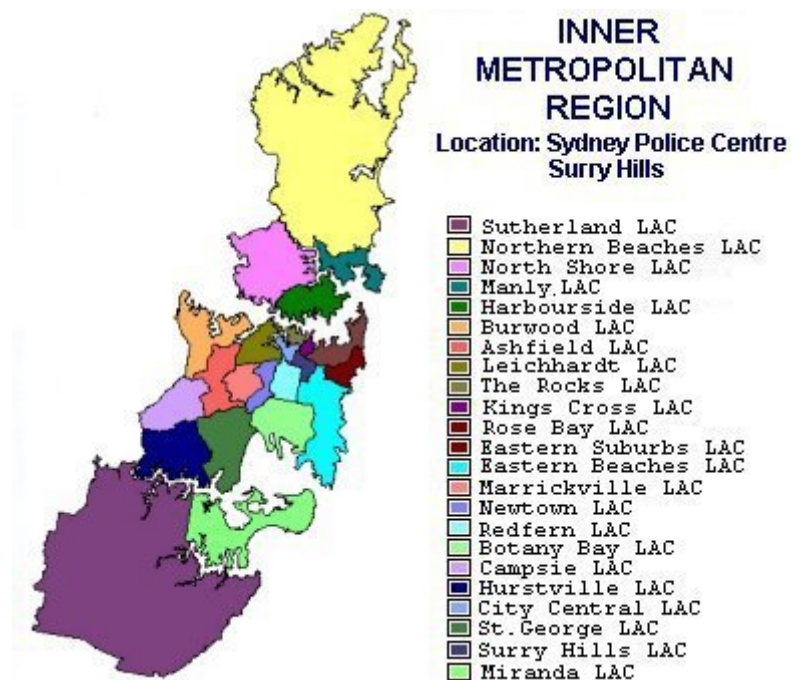 INNER
METROPOLITAN
REGION
Location: Sydney Police Centre
Surry Hills
Sutherland LAC
Northern Beaches LAC
North Shore LAC
Manly.LAC
Harbourside LAC
Burwood LAC
Ashfield LAC
Leichhardt LAC
The Rocks LAC
Kings Cross LAC
Rose Bay LAC
Eastern Suburbs LAC
Eastern Beaches LAC
Marrickville LAC
Newtown LAC
Redfern LAC
Botany Bay LAC
Campsie LAC
Hurstville LAC
City Central LAC
St.George LAC
Surry Hills LAC
Miranda LAC